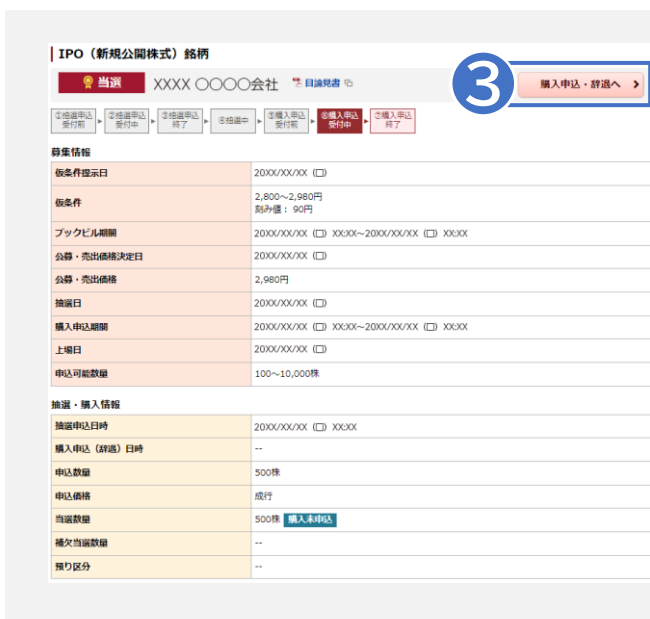 IPO（新規公開株式）銘柄
当選 XXXX 〇〇〇〇会社 目論見書
3
購入申込・辞退へ
①抽選申込受付前 ②抽選申込受付中 ③抽選申込終了 ④抽選中 ⑤購入申込受付前 ⑥購入申込受付中 ⑦購入申込終了
募集情報
仮条件提示日 20XX/XX/XX (口)
仮条件 2,800～2,980円
刻み値： 90円
ブックビル期間 20XX/XX/XX (口) XX:XX～20XX/XX/XX (口) XX:XX
公募・売出価格決定日 20XX/XX/XX (口)
公募・売出価格 2,980円
抽選日 20XX/XX/XX (口)
購入申込期間 20XX/XX/XX (口) XX:XX～20XX/XX/XX (口) XX:XX
上場日 20XX/XX/XX (口)
申込可能数量 100～10,000株
抽選・購入情報
抽選申込日時 20XX/XX/XX (口) XX:XX
購入申込（辞退）日時 --
申込数量 500株
申込価格 成行
当選数量 500株 購入未申込
補欠当選数量 --
預り区分 --